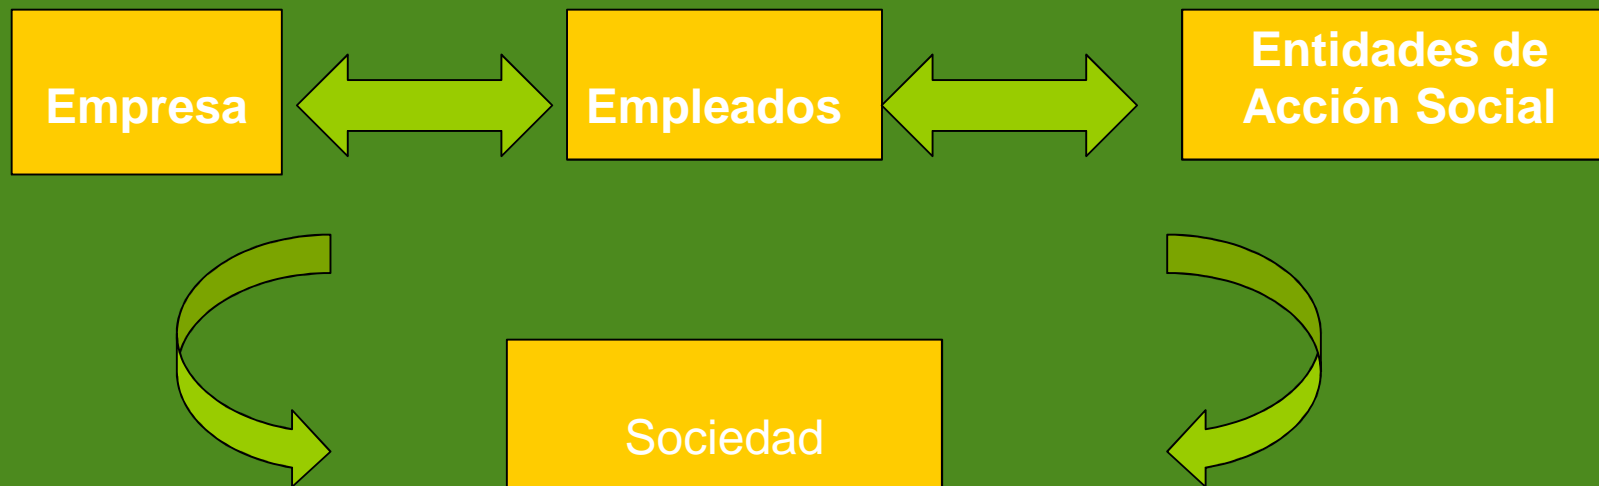 Empresa
Empleados
Entidades de
Acción Social
Sociedad